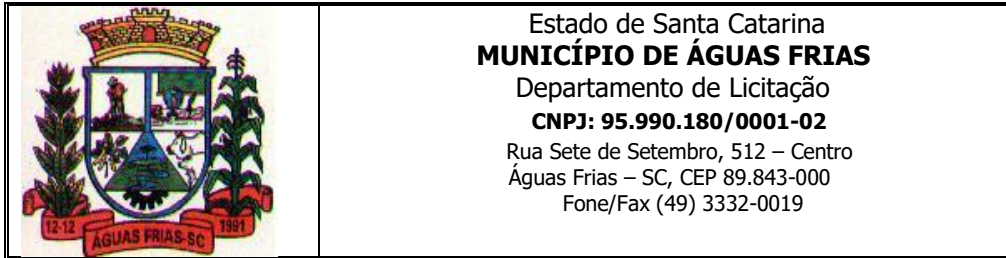 Estado de Santa Catarina
MUNICÍPIO DE ÁGUAS FRIAS
Departamento de Licitação
CNPJ: 95.990.180/0001-02
Rua Sete de Setembro, 512 – Centro
Águas Frias – SC, CEP 89.843-000
Fone/Fax (49) 3332-0019
12-12
ÁGUAS FRIAS-SC
1991